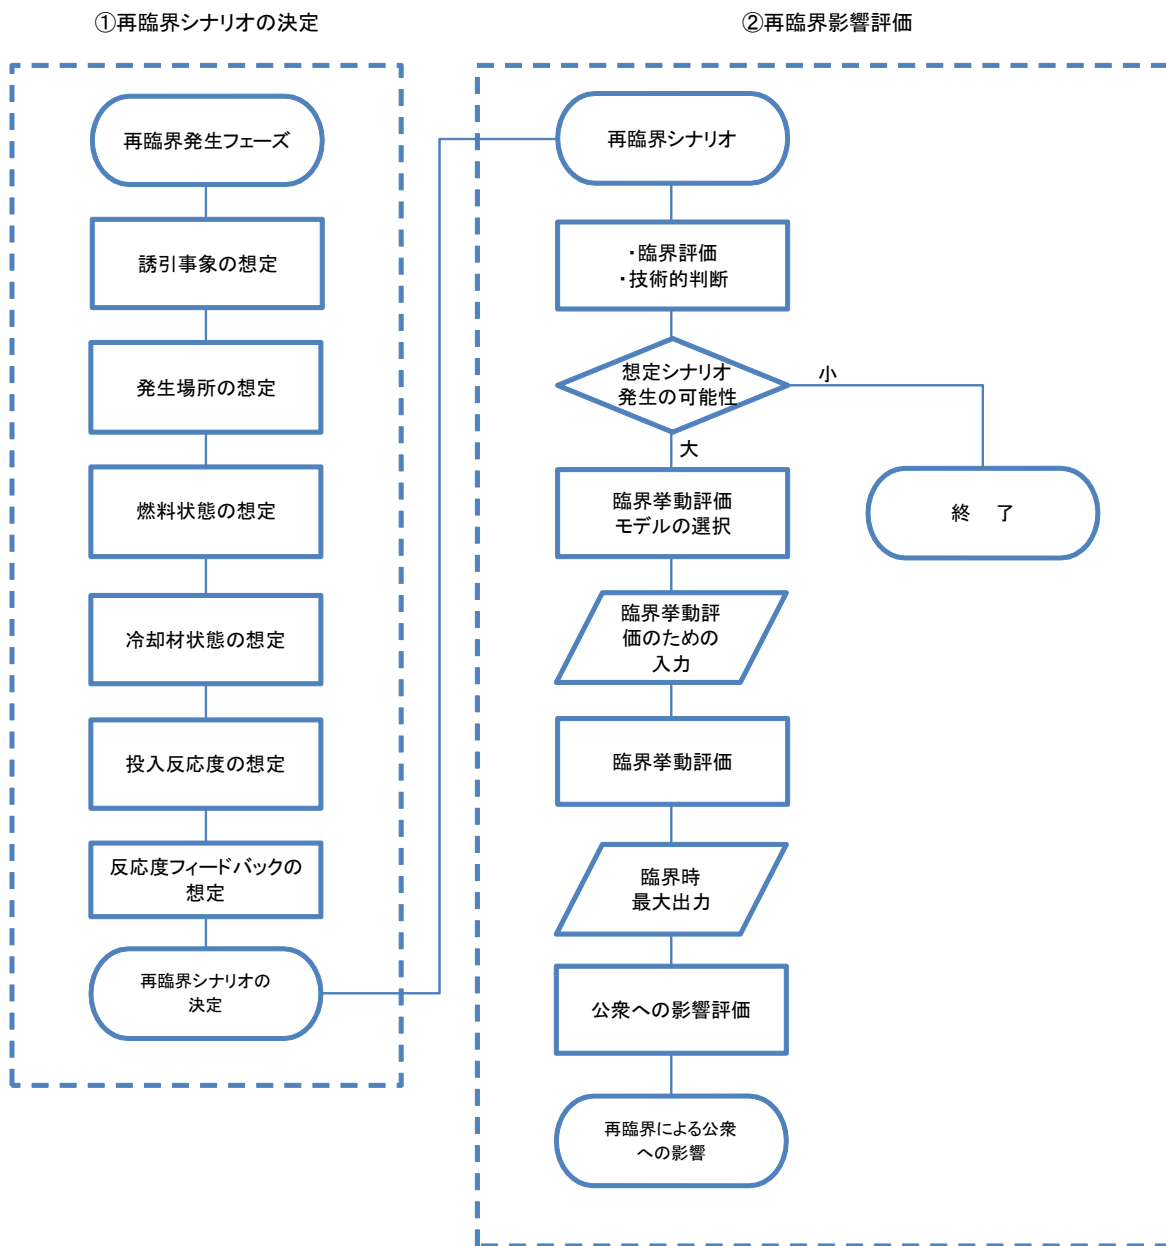 ①再臨界シナリオの決定
再臨界発生フェーズ
誘引事象の想定
発生場所の想定
燃料状態の想定
冷却材状態の想定
投入反応度の想定
反応度フィードバックの
想定
再臨界シナリオの
決定
②再臨界影響評価
再臨界シナリオ
・臨界評価
・技術的判断
想定シナリオ
発生の可能性
小
大
終 了
臨界挙動評価
モデルの選択
臨界挙動評
価のための
入力
臨界挙動評価
臨界時
最大出力
公衆への影響評価
再臨界による公衆
への影響